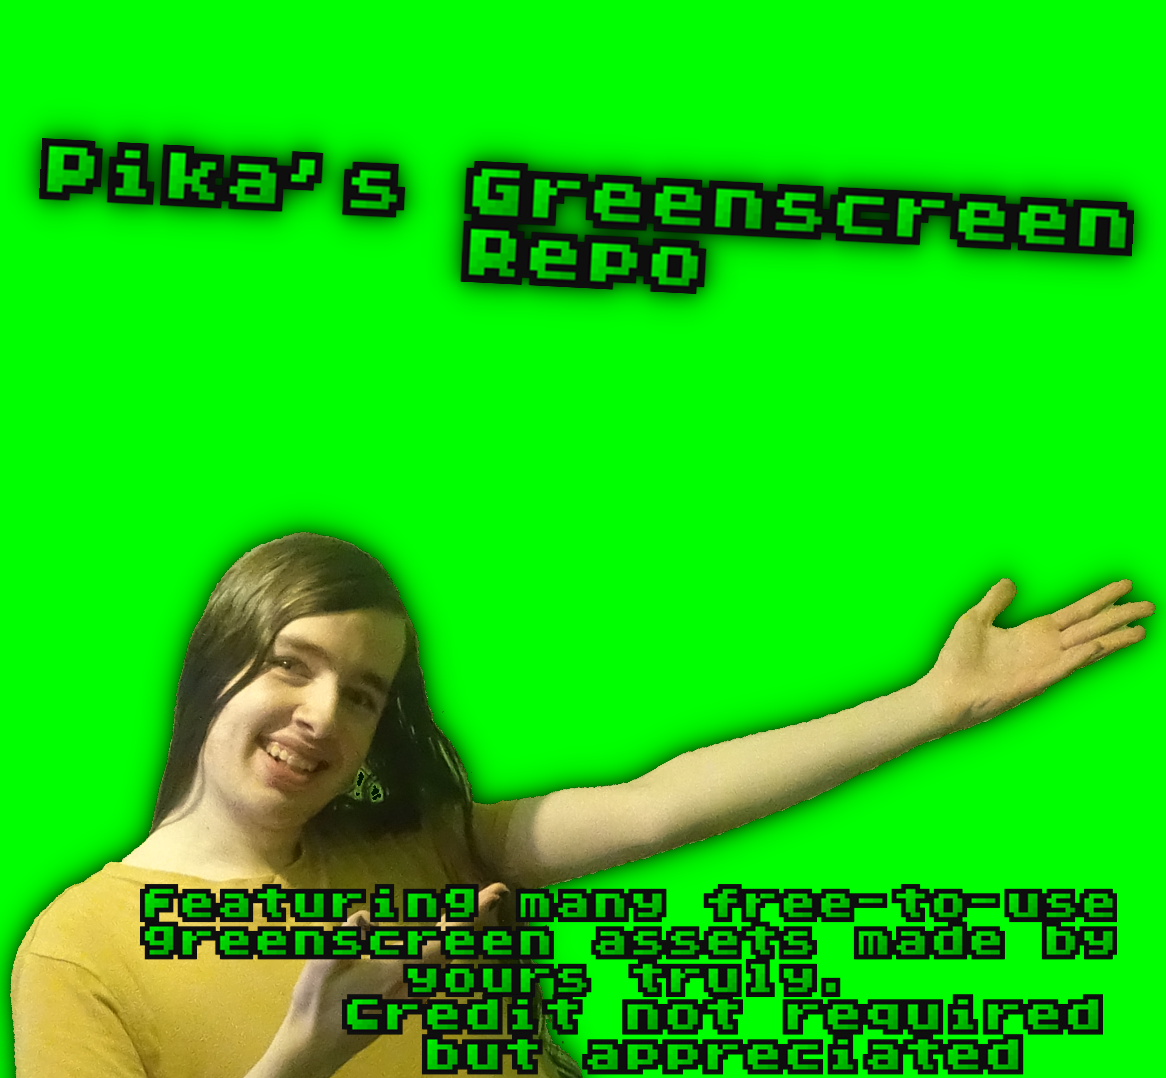 Pika's Greenscreen
Repo
Featuring many free-to-use
greenscreen assets made by
yours truly.
Credit not required
but appreciated